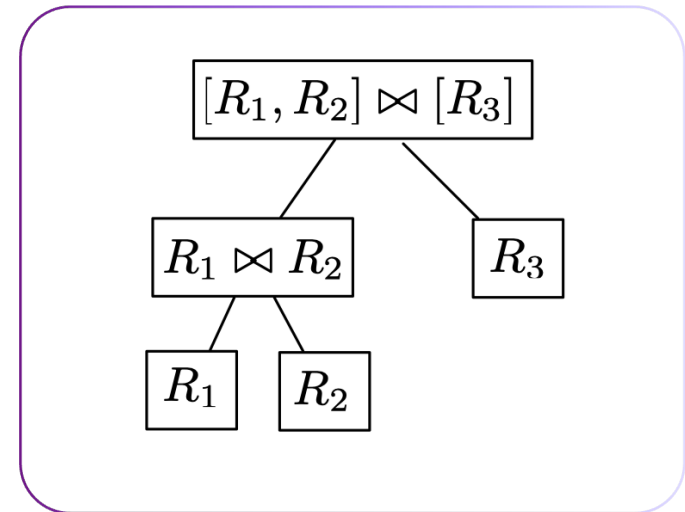 [R₁, R₂] ⋈ [R₃]
R₁ ⋈ R₂
R₃
R₁
R₂